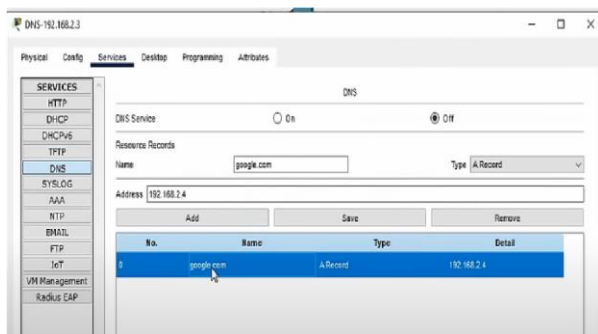 DNS-192.168.2.3
Physical Config Services Desktop Programming Attributes
SERVICES
HTTP
DHCP
DHCPv6
TFTP
DNS
SYSLOG
AAA
NTP
EMAIL
FTP
IoT
VM Management
Radius EAP
DNS
DNS Service On Off
Resource Records
Name google.com Type A Record
Address 192.168.2.4
Add Save Remove
No. Name Type Detail
0 google.com A Record 192.168.2.4